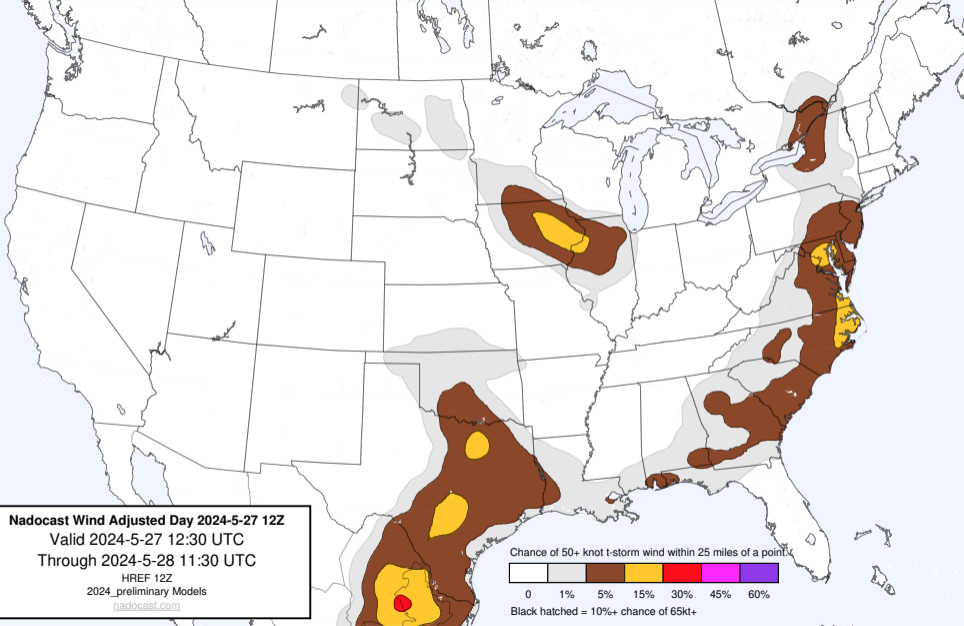 Nadocast Wind Adjusted Day 2024-5-27 12Z
Valid 2024-5-27 12:30 UTC
Through 2024-5-28 11:30 UTC
HREF 12Z
2024_preliminary Models
nadocast.com
Chance of 50+ knot t-storm wind within 25 miles of a point.
0 1% 5% 15% 30% 45% 60%
Black hatched = 10%+ chance of 65kt+